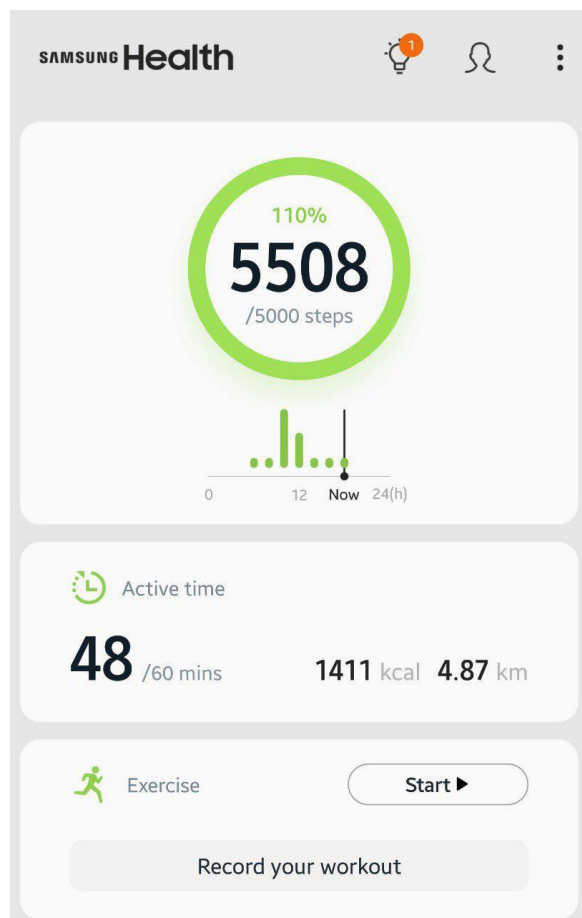 SAMSUNG Health
1
110%
5508
/5000 steps
0 12 Now 24(h)
Active time
48 /60 mins 1411 kcal 4.87 km
Exercise Start
Record your workout